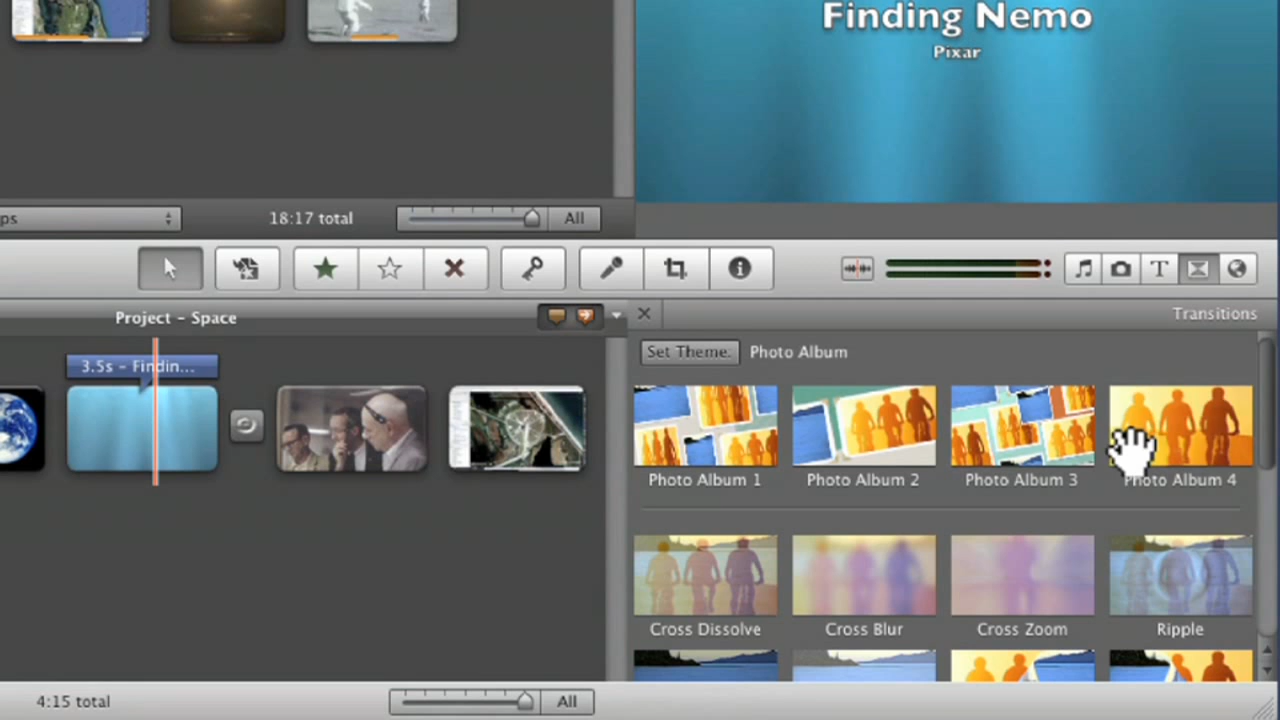 Finding Nemo
Pixar
ps
18:17 total
All
Project - Space
Transitions
Set Theme:
Photo Album
3.5s - Findin...
Photo Album 1
Photo Album 2
Photo Album 3
Photo Album 4
Cross Dissolve
Cross Blur
Cross Zoom
Ripple
4:15 total
All